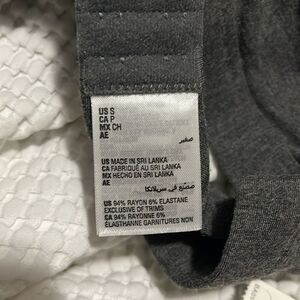 US S
CA P
MX CH
AE
صغير
US MADE IN SRI LANKA
CA FABRIQUÉ AU SRI LANKA
MX HECHO EN SRI LANKA
AE
صنع في سريلانكا
US 94% RAYON 6% ELASTANE
EXCLUSIVE OF TRIMS
CA 94% RAYONNE 6%
ÉLASTHANNE GARNITURES NON